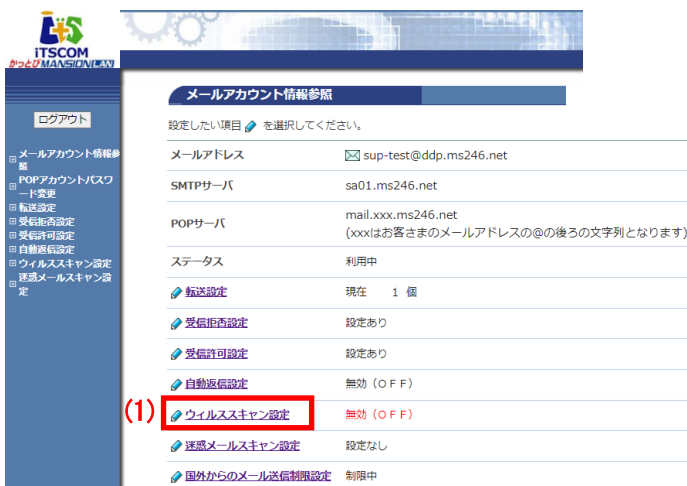 iTSCOM
かっとびMANSION LAN
ログアウト
メールアカウント情報参
照
POPアカウントパスワ
ード変更
転送設定
受信拒否設定
受信許可設定
自動返信設定
ウィルススキャン設定
迷惑メールスキャン設
定
メールアカウント情報参照
設定したい項目 を選択してください。
メールアドレス sup-test@ddp.ms246.net
SMTPサーバ sa01.ms246.net
POPサーバ mail.xxx.ms246.net
(xxxはお客さまのメールアドレスの@の後ろの文字列となります)
ステータス 利用中
転送設定 現在 1 個
受信拒否設定 設定あり
受信許可設定 設定あり
自動返信設定 無効（ＯＦＦ）
(1) ウィルススキャン設定 無効（ＯＦＦ）
迷惑メールスキャン設定 設定なし
国外からのメール送信制限設定 制限中